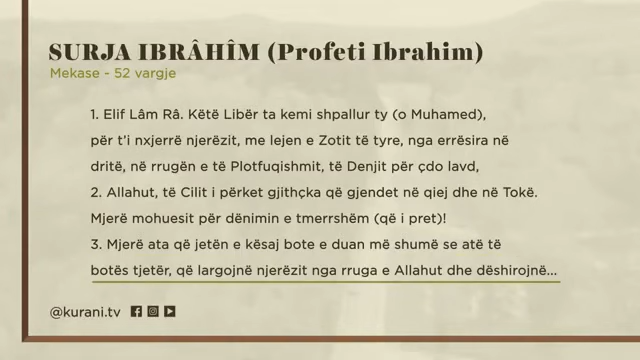 SURJA IBRÂHÎM (Profeti Ibrahim)
Mekase - 52 vargje
1. Elif Lâm Râ. Këtë Libër ta kemi shpallur ty (o Muhamed),
për t’i nxjerrë njerëzit, me lejen e Zotit të tyre, nga errësira në
dritë, në rrugën e të Plotfuqishmit, të Denjit për çdo lavd,
2. Allahut, të Cilit i përket gjithçka që gjendet në qiej dhe në Tokë.
Mjerë mohuesit për dënimin e tmerrshëm (që i pret)!
3. Mjerë ata që jetën e kësaj bote e duan më shumë se atë të
botës tjetër, që largojnë njerëzit nga rruga e Allahut dhe dëshirojnë...
@kurani.tv